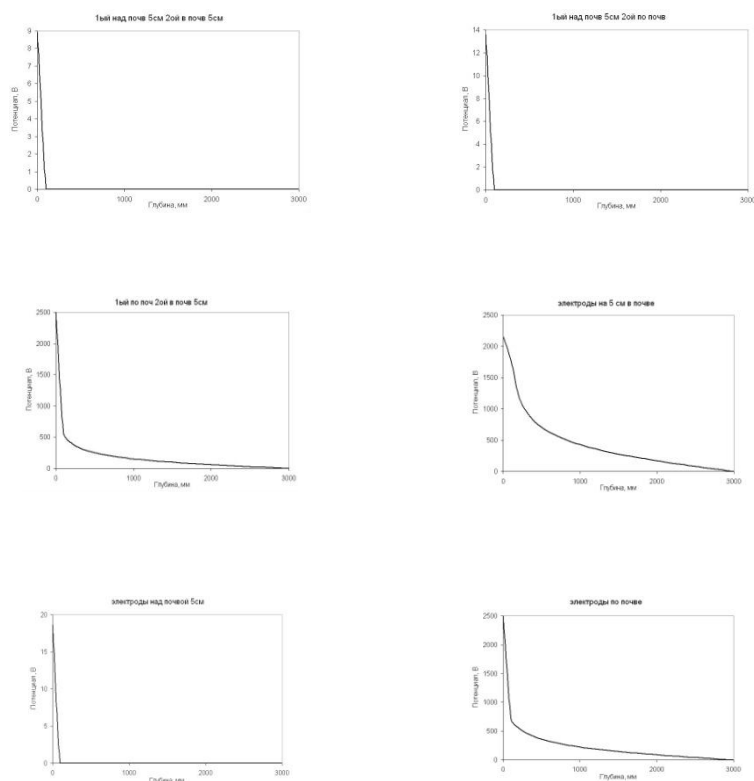 1ый над почв 5см 2ой в почв 5см
Потенциал, В
9
8
7
6
5
4
3
2
1
0
0 1000 2000 3000
Глубина, мм
1ый над почв 5см 2ой по почв
Потенциал, В
14
12
10
8
6
4
2
0
0 1000 2000 3000
Глубина, мм
1ый по поч 2ой в почв 5см
Потенциал, В
2500
2000
1500
1000
500
0
0 1000 2000 3000
Глубина, мм
электроды на 5 см в почве
Потенциал, В
2500
2000
1500
1000
500
0
0 1000 2000 3000
Глубина, мм
электроды над почвой 5см
Потенциал, В
20
15
10
5
0
0 1000 2000 3000
Глубина, мм
электроды по почве
Потенциал, В
2500
2000
1500
1000
500
0
0 1000 2000 3000
Глубина, мм